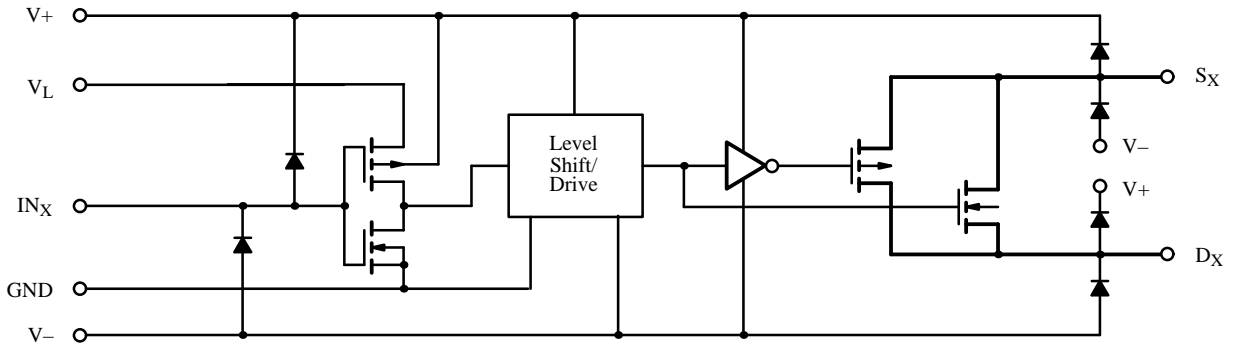 V+
V_L
IN_X
GND
V–
Level
Shift/
Drive
S_X
V–
V+
D_X